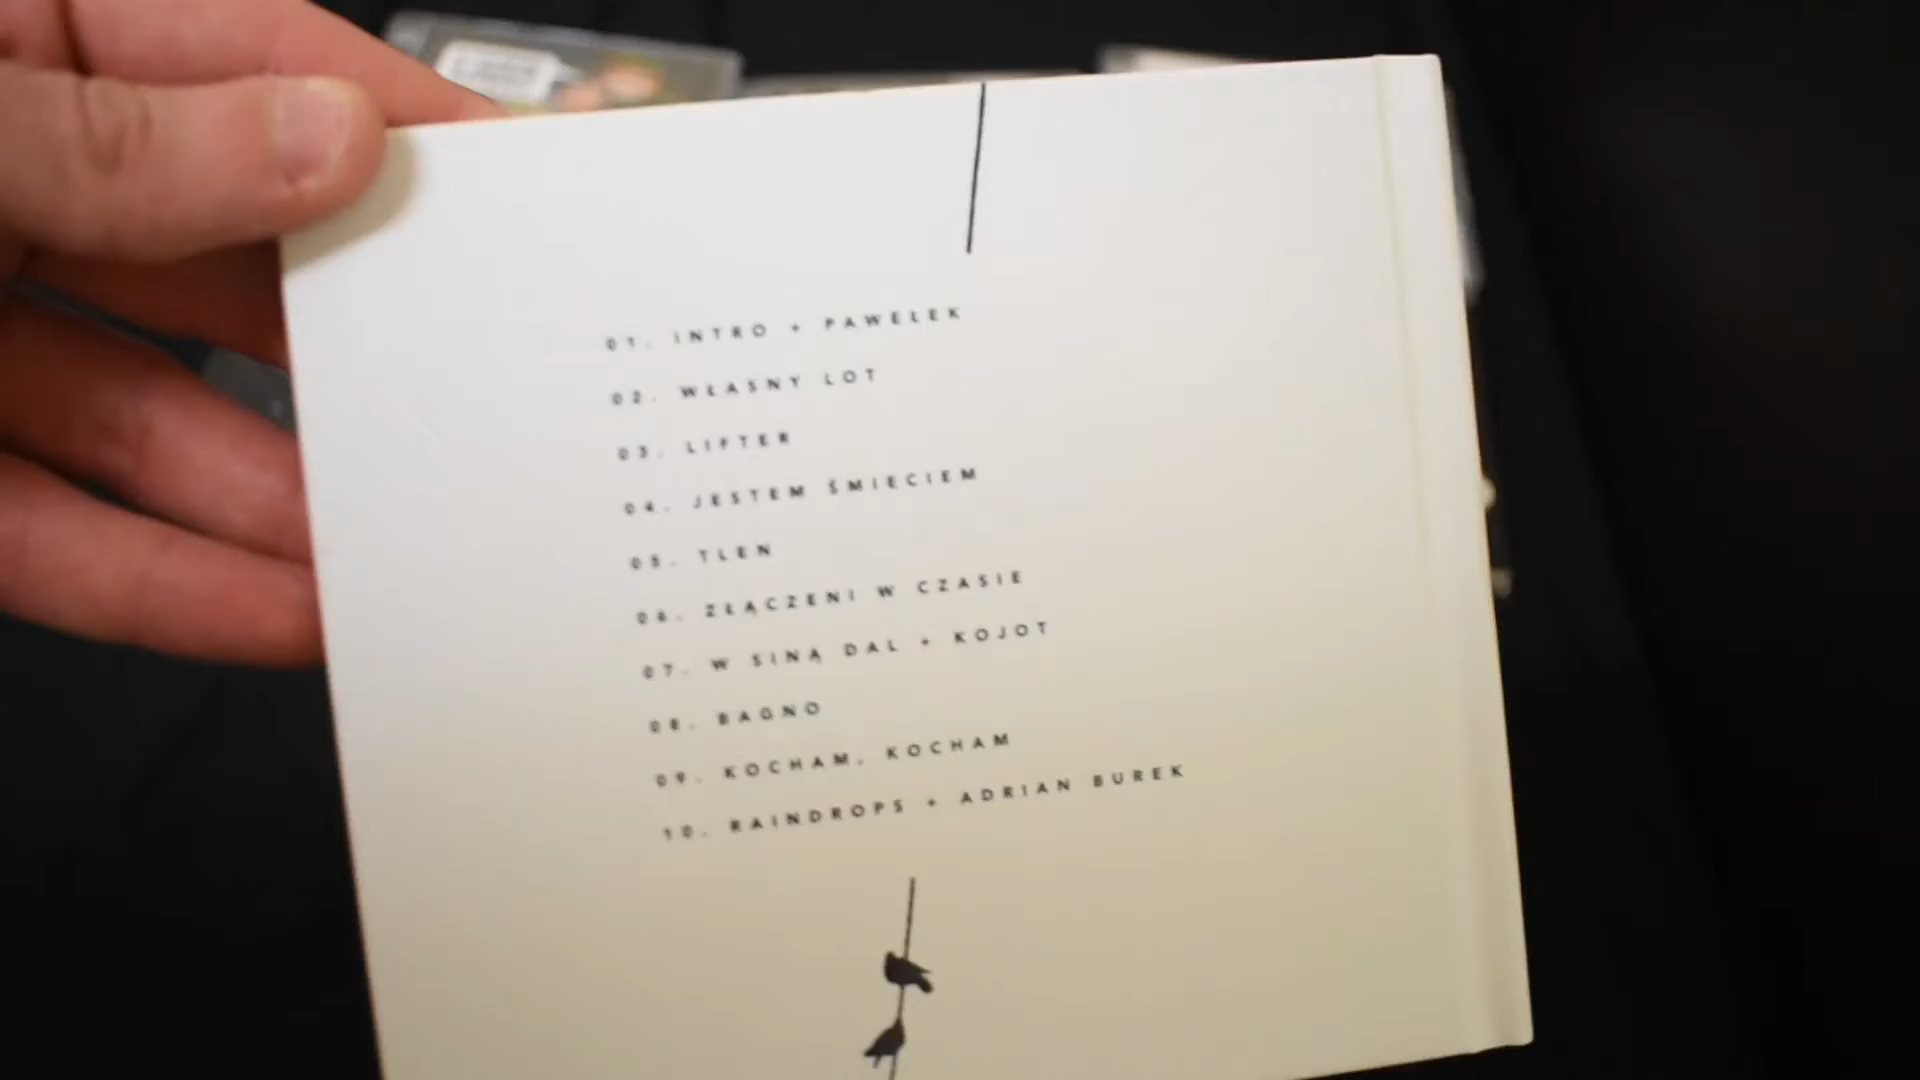 01. INTRO + PAWEŁEK
02. WŁASNY LOT
03. LIFTER
04. JESTEM ŚMIECIEM
05. TLEN
06. ZŁĄCZENI W CZASIE
07. W SINĄ DAL + KOJOT
08. BAGNO
09. KOCHAM, KOCHAM
10. RAINDROPS + ADRIAN BUREK